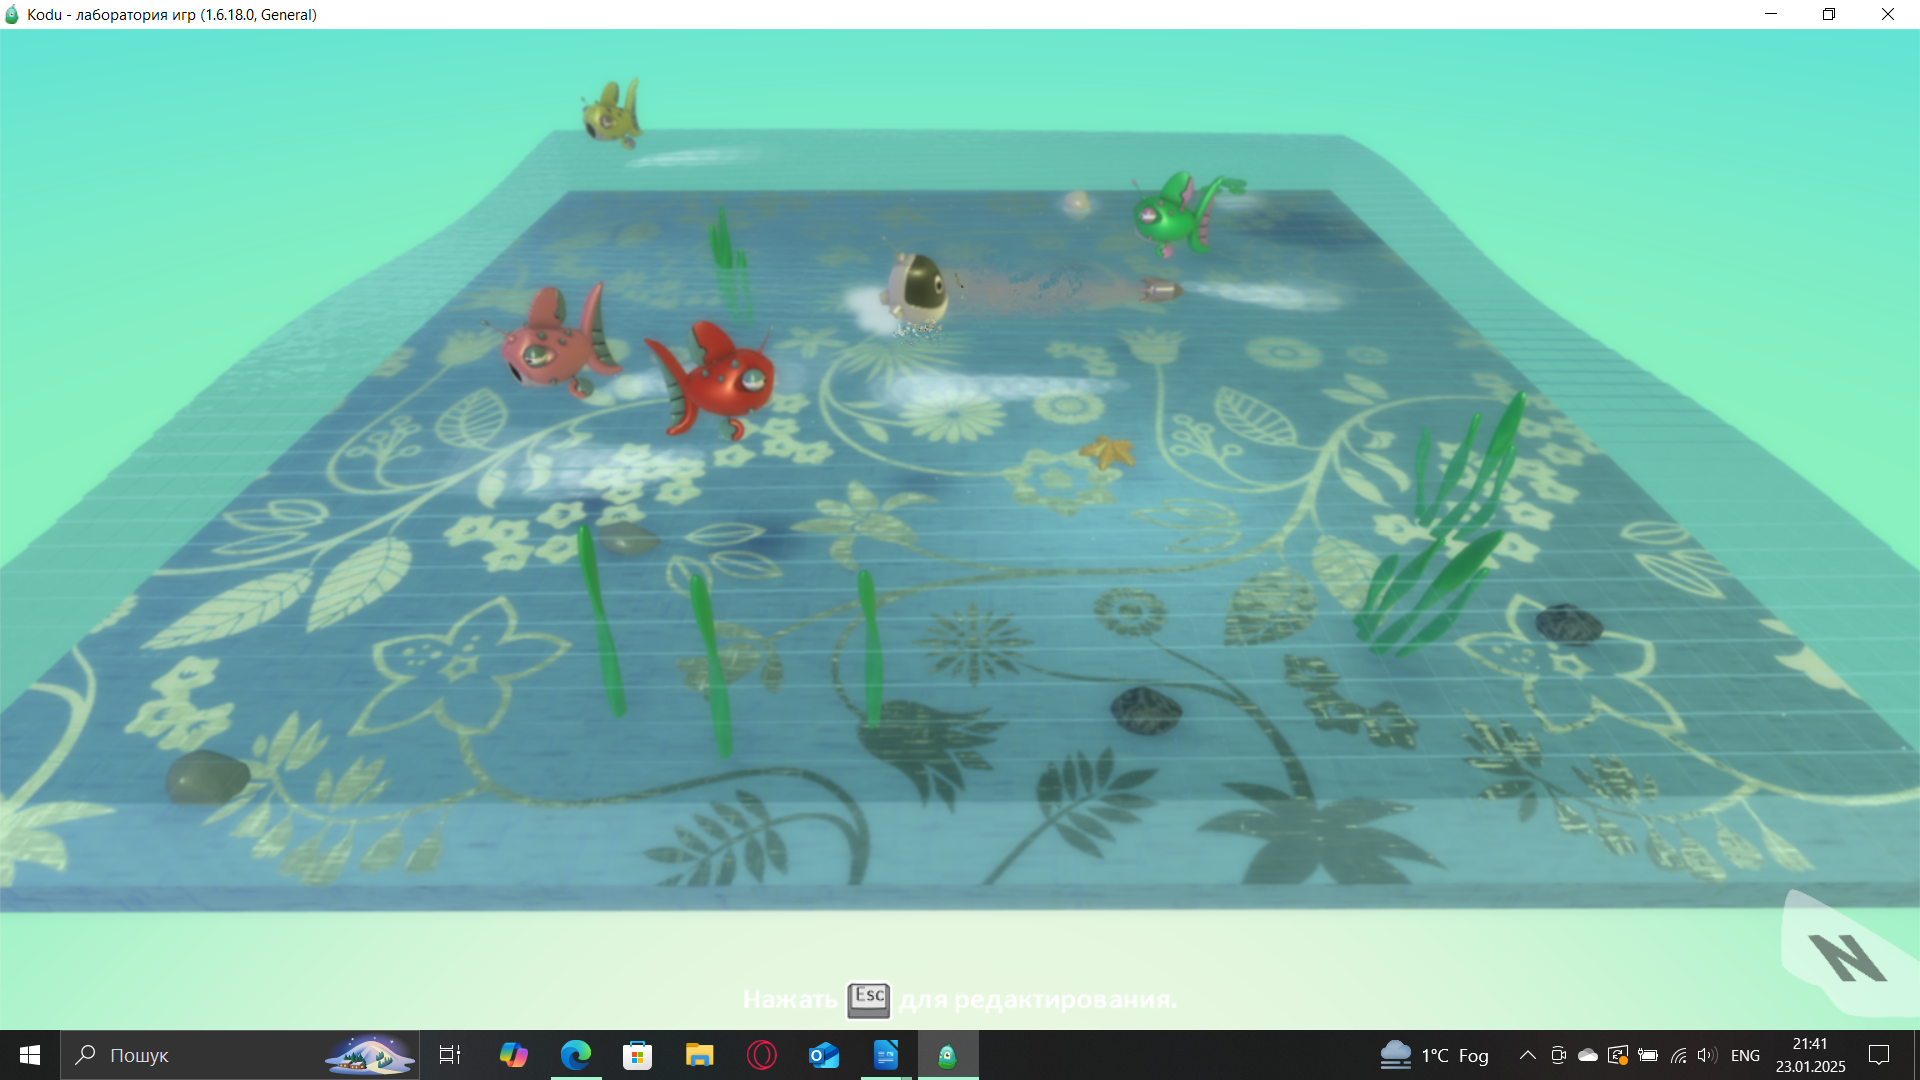 Kodu - лаборатория игр (1.6.18.0, General)
N
Нажать Esc для редактирования.
Пошук
1°C Fog
ENG
21:41
23.01.2025